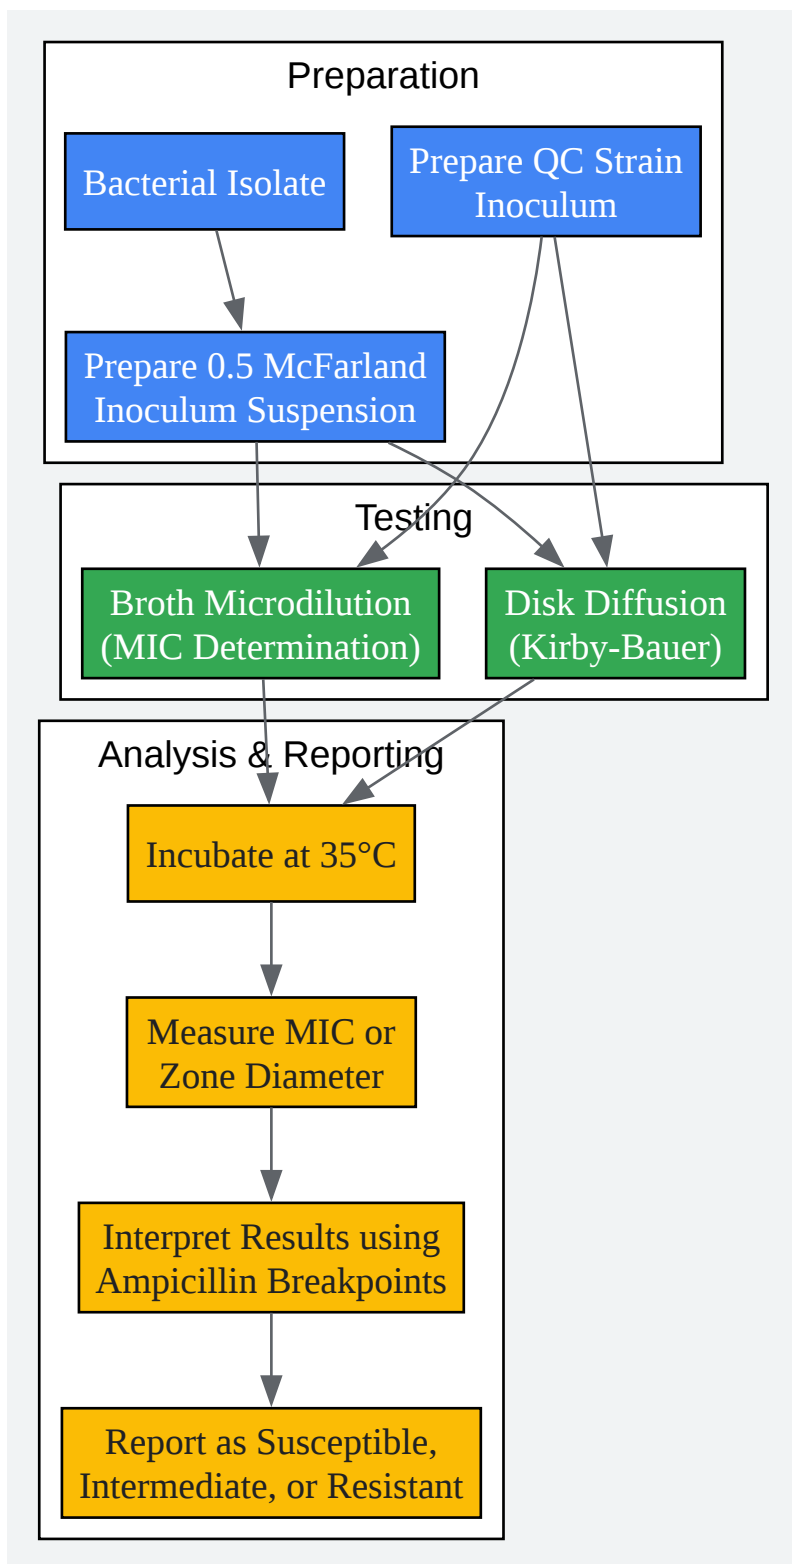 Preparation
Bacterial Isolate
Prepare QC Strain
Inoculum
Prepare 0.5 McFarland
Inoculum Suspension
Testing
Broth Microdilution
(MIC Determination)
Disk Diffusion
(Kirby-Bauer)
Analysis & Reporting
Incubate at 35°C
Measure MIC or
Zone Diameter
Interpret Results using
Ampicillin Breakpoints
Report as Susceptible,
Intermediate, or Resistant